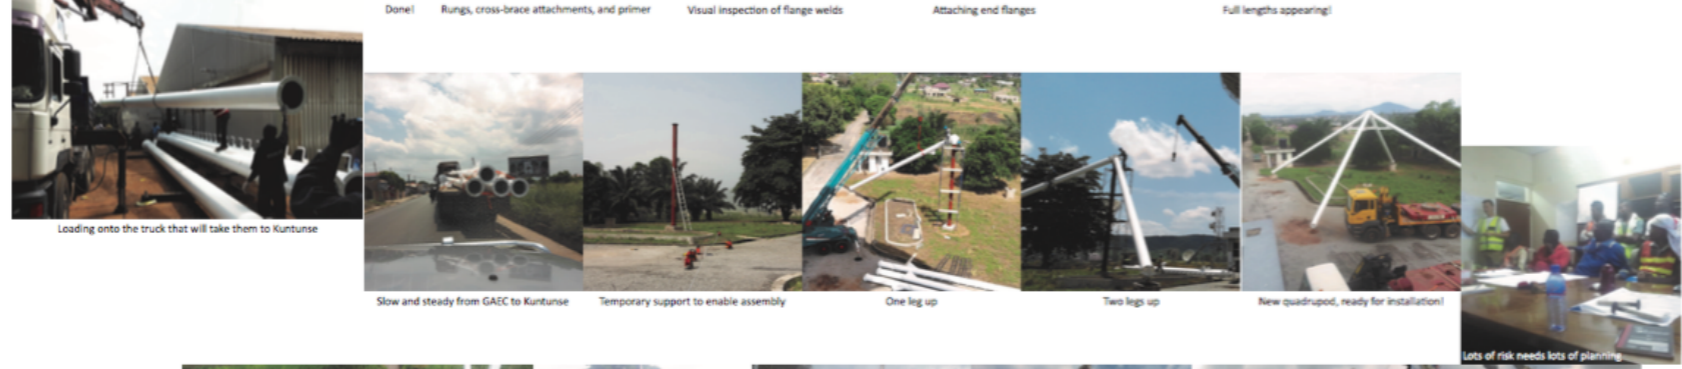 Done!
Rungs, cross-brace attachments, and primer
Visual inspection of flange welds
Attaching end flanges
Full lengths appearing!
Loading onto the truck that will take them to Kuntunse
Slow and steady from GAEC to Kuntunse
Temporary support to enable assembly
One leg up
Two legs up
New quadrupod, ready for installation!
Lots of risk needs lots of planning